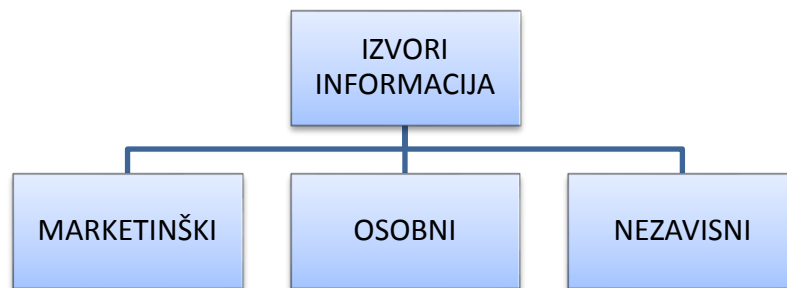 IZVORI
INFORMACIJA
MARKETINŠKI
OSOBNI
NEZAVISNI